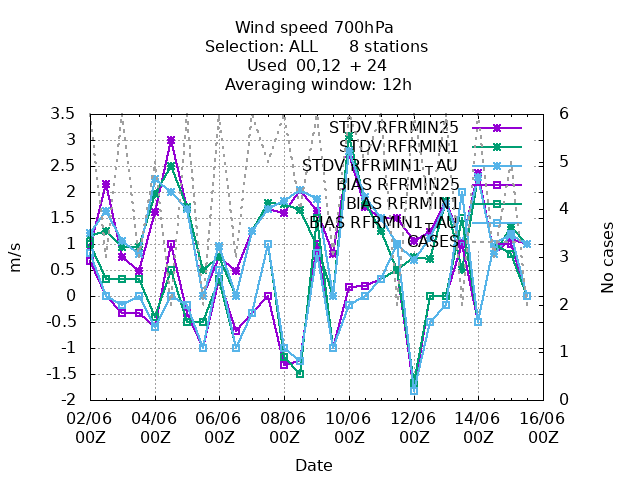 Wind speed 700hPa
Selection: ALL 8 stations
Used 00,12 + 24
Averaging window: 12h
3.5
3
2.5
2
1.5
1
0.5
0
-0.5
-1
-1.5
-2
m/s
6
5
4
3
2
1
0
No cases
STDV RFRMIN25
STDV RFRMIN1
STDV RFRMIN1_AU
BIAS RFRMIN25
BIAS RFRMIN1
BIAS RFRMIN1_AU
CASES
02/06 04/06 06/06 08/06 10/06 12/06 14/06 16/06
00Z 00Z 00Z 00Z 00Z 00Z 00Z 00Z
Date